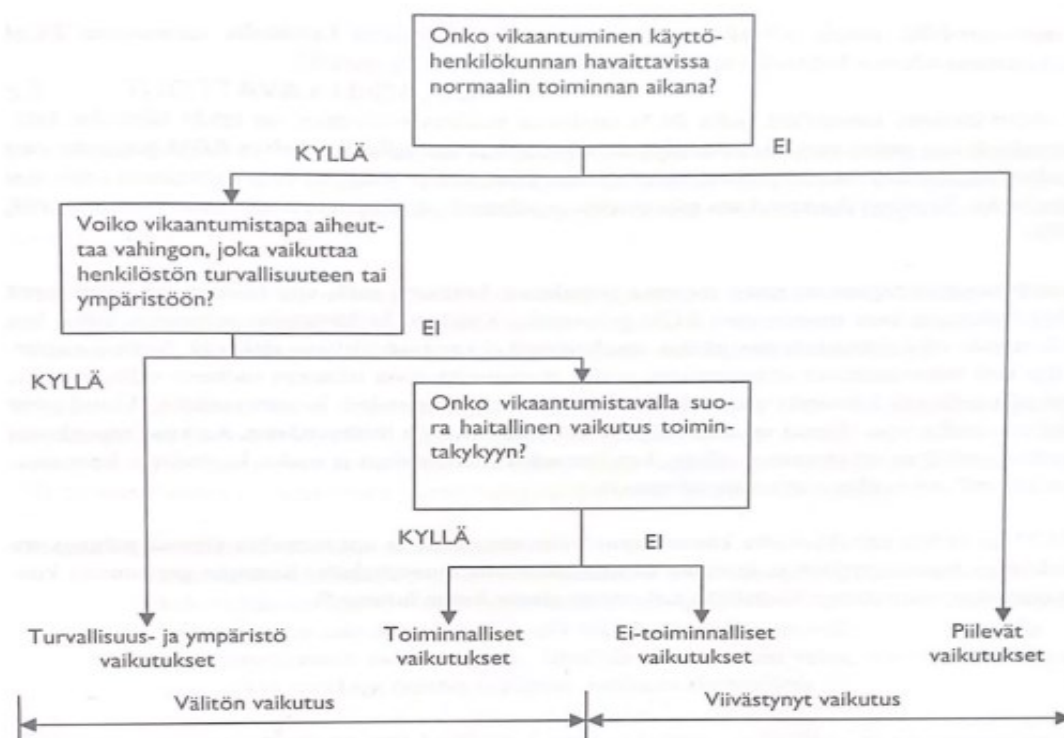 Onko vikaantuminen käyttö-
henkilökunnan havaittavissa
normaalin toiminnan aikana?
KYLLÄ
EI
Voiko vikaantumistapa aiheut-
taa vahingon, joka vaikuttaa
henkilöstön turvallisuuteen tai
ympäristöön?
EI
KYLLÄ
Onko vikaantumistavalla suo-
ra haitallinen vaikutus toimin-
takykyyn?
KYLLÄ
EI
Turvallisuus- ja ympäristö
vaikutukset
Toiminnalliset
vaikutukset
Ei-toiminnalliset
vaikutukset
Piilevät
vaikutukset
Välitön vaikutus
Viivästynyt vaikutus